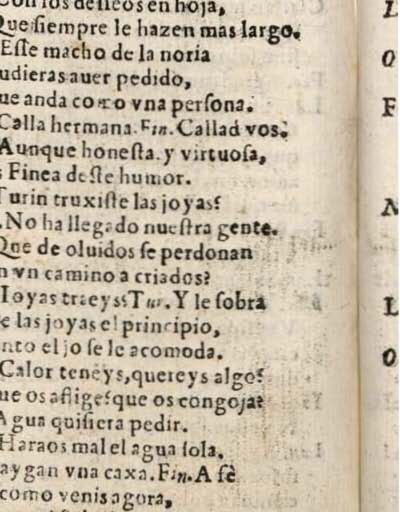 Con los desseos en hoja,
Que siempre le hazen mas largo.
Este macho de la noria
udieras auer pedido,
ue anda como vna persona.
Calla hermana. Fin. Callad vos.
Aunque honesta. y virtuosa,
s Finea deste humor.
Turin truxiste las joyas?
.No ha llegado nuestra gente.
Que de oluidos se perdonan
n vn camino a criados?
Ioyas traeys? Tur. Y le sobra
e las joyas el principio,
nto el jo se le acomoda.
Calor teneys, quereys algo?
ue os aflige? que os congoja?
Agua quisiera pedir.
Haraos mal el agua sola,
aygan vna caxa. Fin. A fè
como venis agora,